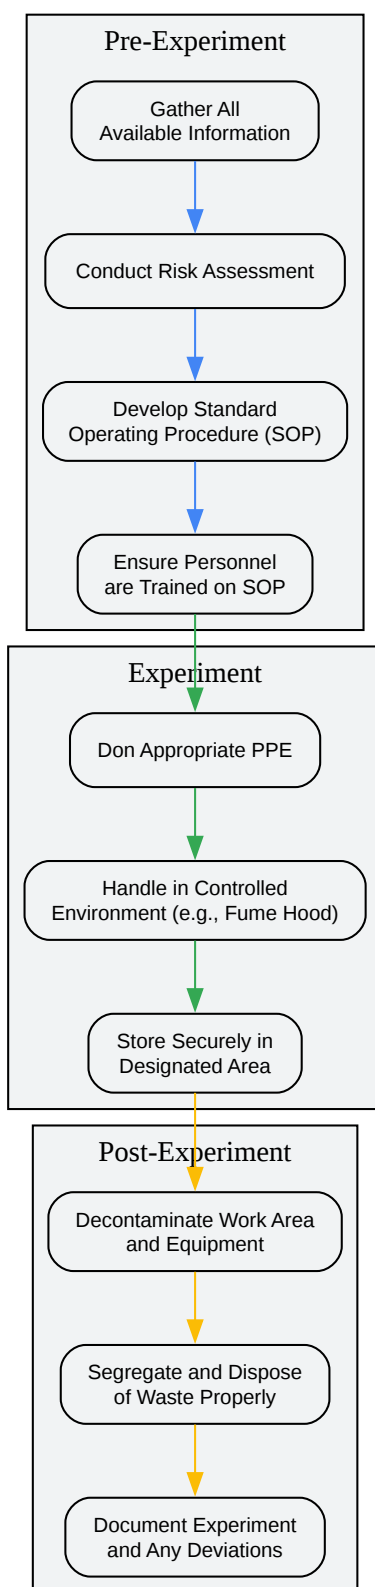 Pre-Experiment
Gather All
Available Information
Conduct Risk Assessment
Develop Standard
Operating Procedure (SOP)
Ensure Personnel
are Trained on SOP
Experiment
Don Appropriate PPE
Handle in Controlled
Environment (e.g., Fume Hood)
Store Securely in
Designated Area
Post-Experiment
Decontaminate Work Area
and Equipment
Segregate and Dispose
of Waste Properly
Document Experiment
and Any Deviations